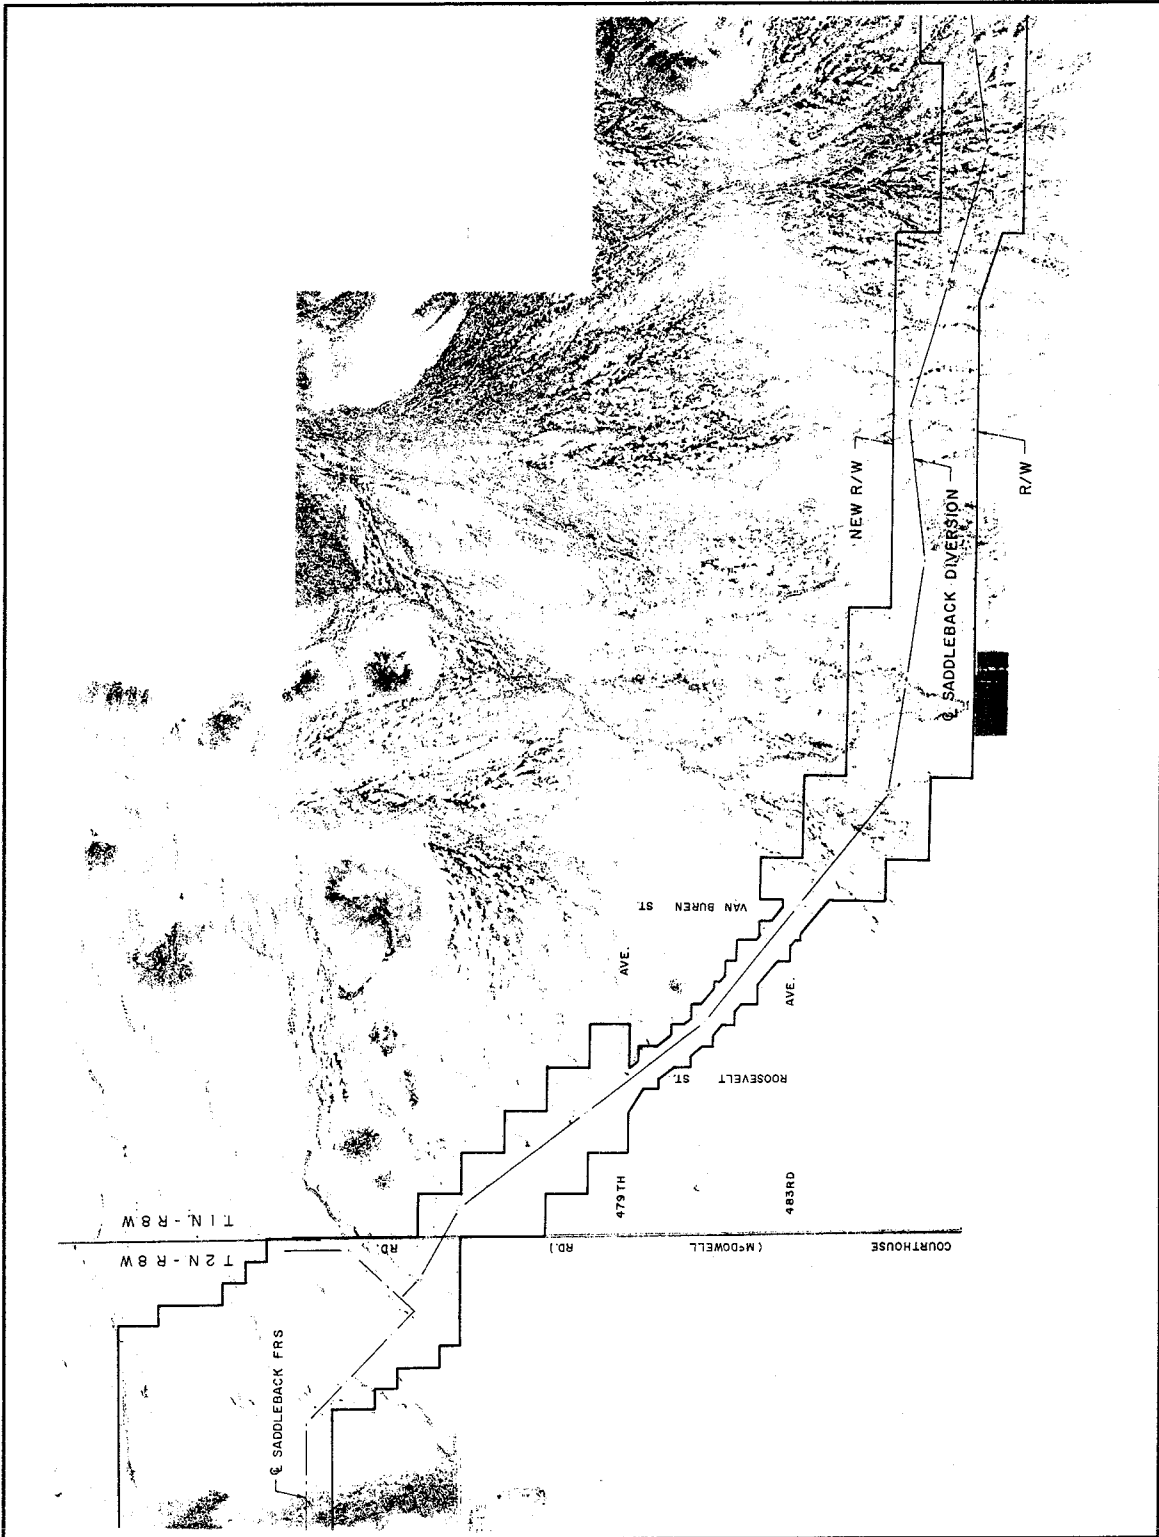 NEW R/W
℄ SADDLEBACK DIVERSION
R/W
VAN BUREN ST.
AVE.
AVE.
ROOSEVELT ST.
479TH
483RD
T1N.-R8W
T2N-R8W
COURTHOUSE (McDOWELL RD.) RD.
℄ SADDLEBACK FRS